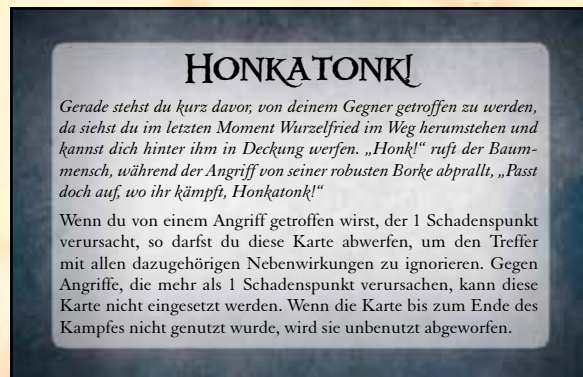 Honkatonk!
Gerade stehst du kurz davor, von deinem Gegner getroffen zu werden,
da siehst du im letzten Moment Wurzelfried im Weg herumstehen und
kannst dich hinter ihm in Deckung werfen. „Honk!“ ruft der Baum-
mensch, während der Angriff von seiner robusten Borke abprallt, „Passt
doch auf, wo ihr kämpft, Honkatonk!“
Wenn du von einem Angriff getroffen wirst, der 1 Schadenspunkt
verursacht, so darfst du diese Karte abwerfen, um den Treffer
mit allen dazugehörigen Nebenwirkungen zu ignorieren. Gegen
Angriffe, die mehr als 1 Schadenspunkt verursachen, kann diese
Karte nicht eingesetzt werden. Wenn die Karte bis zum Ende des
Kampfes nicht genutzt wurde, wird sie unbenutzt abgeworfen.